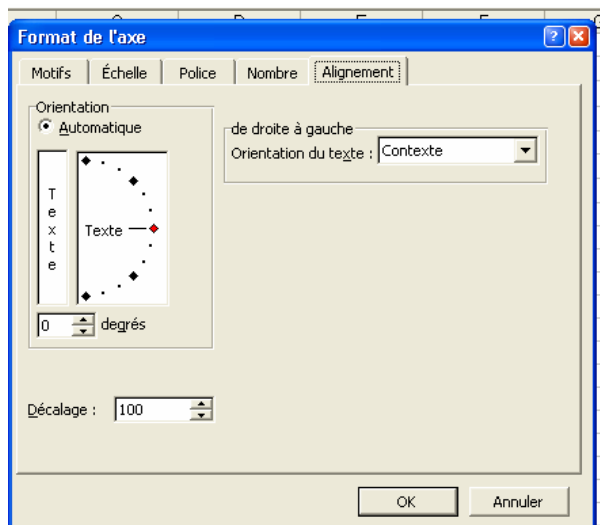 Format de l'axe
Motifs Échelle Police Nombre Alignement
Orientation
Automatique
Texte
Texte
0 degrés
de droite à gauche
Orientation du texte : Contexte
Décalage : 100
OK Annuler